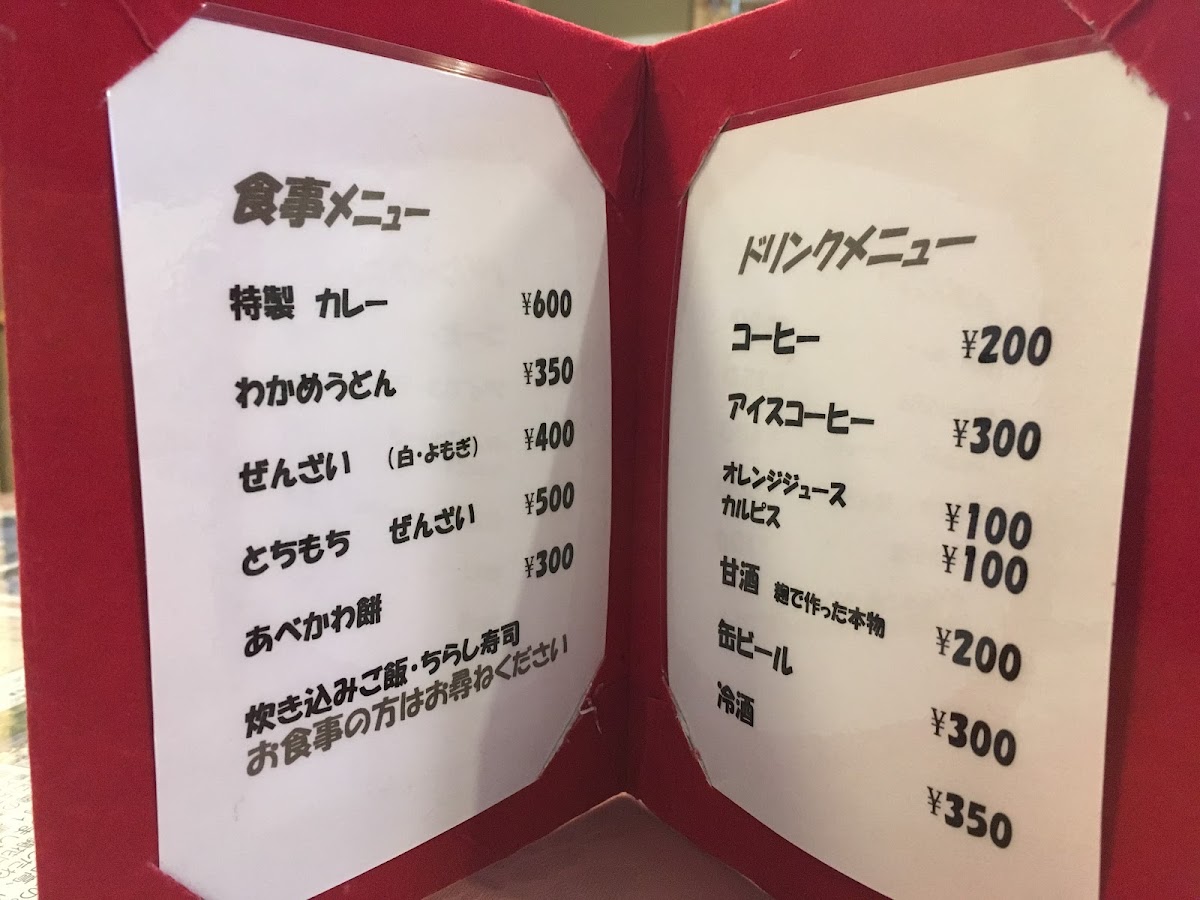 食事メニュー
特製 カレー ¥600
わかめうどん ¥350
ぜんざい (白・よもぎ) ¥400
とちもち ぜんざい ¥500
あべかわ餅 ¥300
炊き込みご飯・ちらし寿司
お食事の方はお尋ねください
ドリンクメニュー
コーヒー ¥200
アイスコーヒー ¥300
オレンジジュース ¥100
カルピス ¥100
甘酒 麹で作った本物 ¥200
缶ビール ¥300
冷酒 ¥350